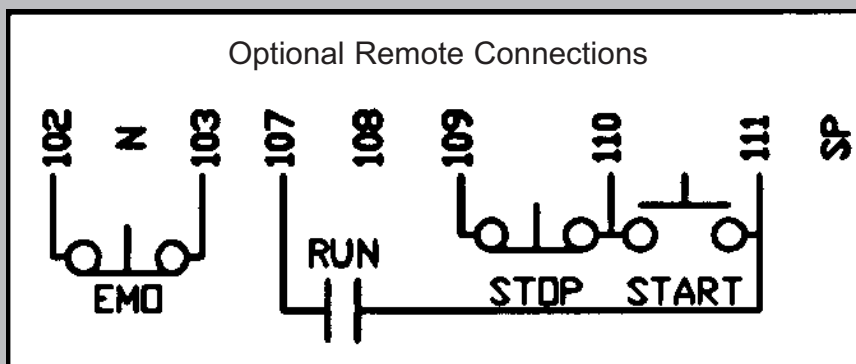 Optional Remote Connections
102 N 103 107 108 109 110 111 SP
RUN
EMO STOP START